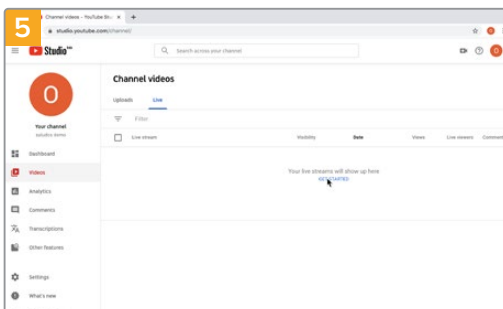 5
Channel videos - YouTube Stu
studio.youtube.com/channel/
Studio
Search across your channel
Your channel
Dashboard
Videos
Analytics
Comments
Transcriptions
Other features
Settings
What's new
Channel videos
Uploads
Live
Filter
Live stream
Visibility
Date
Views
Live viewers
Comment
Your live streams will show up here
GET STARTED